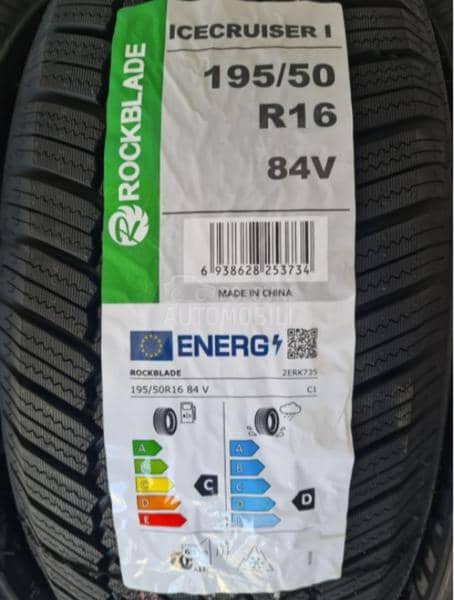 ROCKBLADE
ICECRUISER I
195/50
R16
84V
6 938628 253734
MADE IN CHINA
AUTOMOBILI
ENERG
ROCKBLADE 2ERK735
195/50R16 84 V C1
A A
B B
C C C
D D D
E E